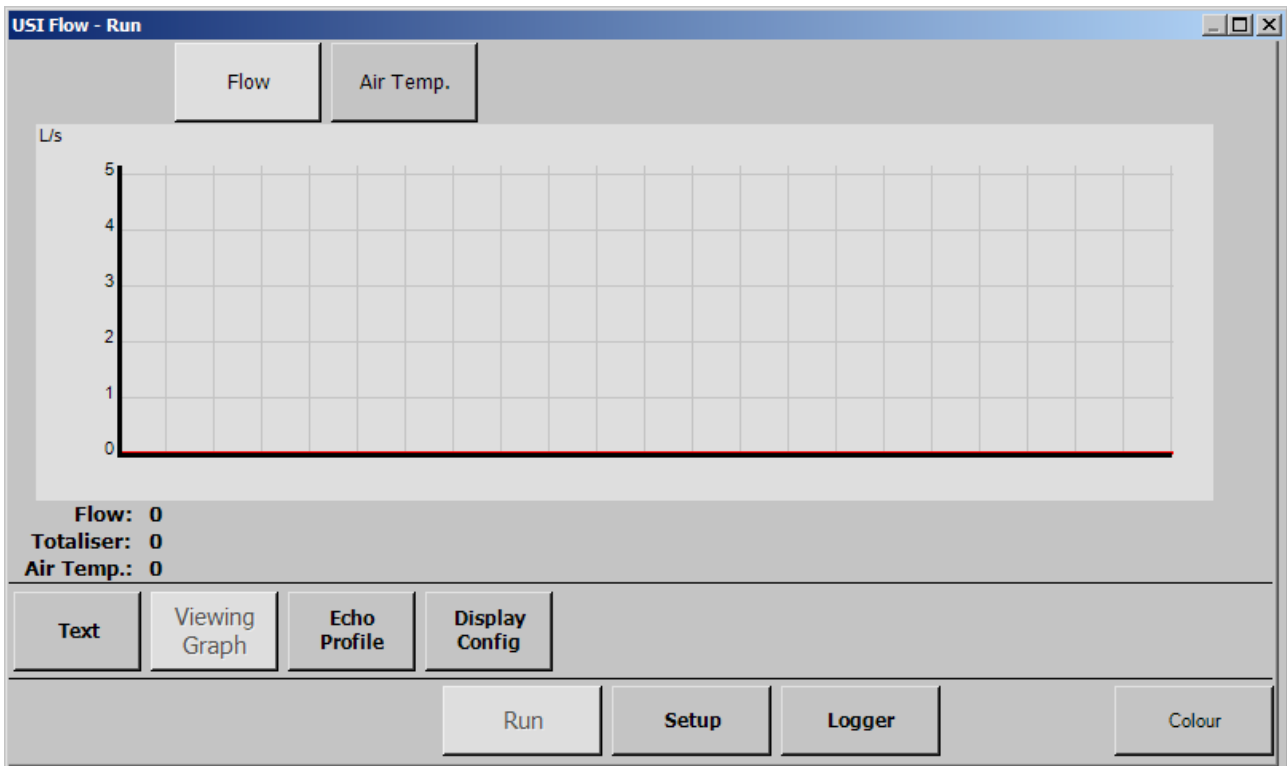 USI Flow - Run
Flow Air Temp.
L/s
5
4
3
2
1
0
Flow: 0
Totaliser: 0
Air Temp.: 0
Text
Viewing
Graph
Echo
Profile
Display
Config
Run Setup Logger Colour